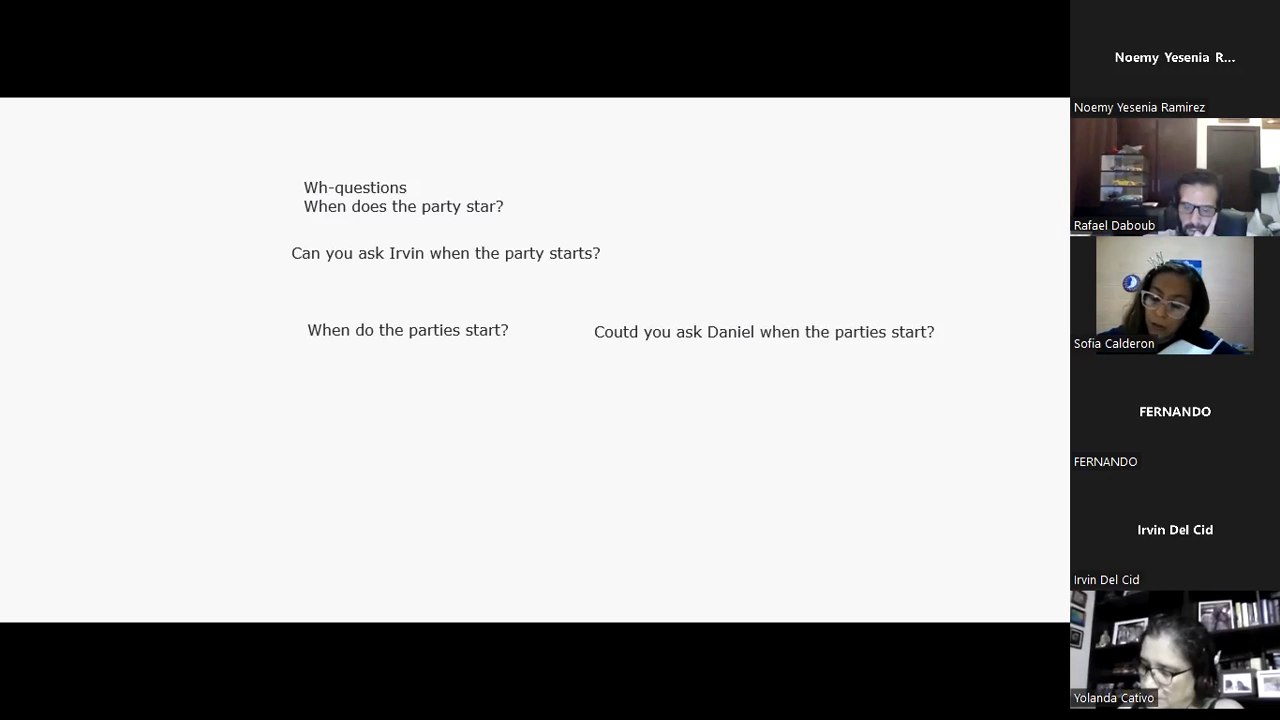 Wh-questions
When does the party star?
Can you ask Irvin when the party starts?
When do the parties start?
Coutd you ask Daniel when the parties start?
Noemy Yesenia R...
Noemy Yesenia Ramirez
Rafael Daboub
Sofia Calderon
FERNANDO
FERNANDO
Irvin Del Cid
Irvin Del Cid
Yolanda Cativo